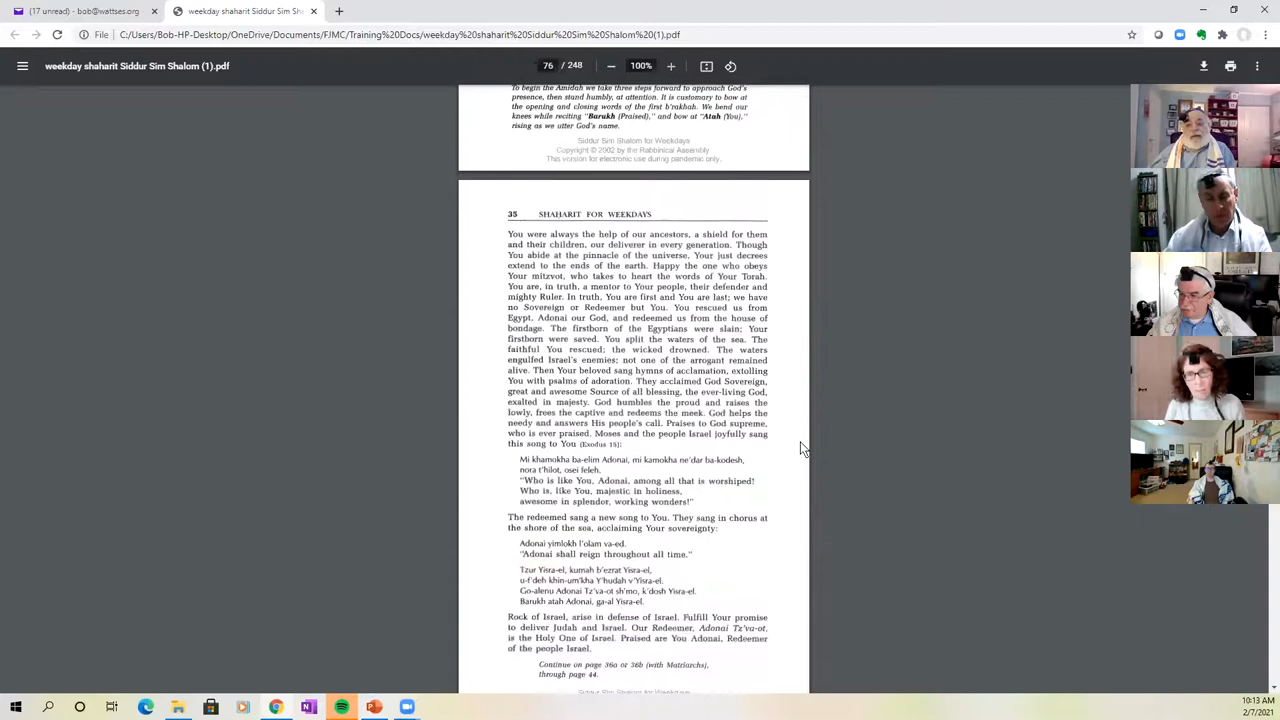 (17 unread) - bob@wattses.org
weekday shaharit Siddur Sim Sh
File
C:/Users/Bob-HP-Desktop/OneDrive/Documents/FJMC/Training%20Docs/weekday%20shaharit%20Siddur%20Sim%20Shalom%20(1).pdf
weekday shaharit Siddur Sim Shalom (1).pdf
76 / 248
100%
To begin the Amidah we take three steps forward to approach God's
presence, then stand humbly, at attention. It is customary to bow at
the opening and closing words of the first b'rakhah. We bend our
knees while reciting "Barukh (Praised)," and bow at "Atah (You),"
rising as we utter God's name.
Siddur Sim Shalom for Weekdays
Copyright © 2002 by the Rabbinical Assembly
This version for electronic use during pandemic only.
35 SHAḤARIT FOR WEEKDAYS
You were always the help of our ancestors, a shield for them
and their children, our deliverer in every generation. Though
You abide at the pinnacle of the universe, Your just decrees
extend to the ends of the earth. Happy the one who obeys
Your mitzvot, who takes to heart the words of Your Torah.
You are, in truth, a mentor to Your people, their defender and
mighty Ruler. In truth, You are first and You are last; we have
no Sovereign or Redeemer but You. You rescued us from
Egypt, Adonai our God, and redeemed us from the house of
bondage. The firstborn of the Egyptians were slain; Your
firstborn were saved. You split the waters of the sea. The
faithful You rescued; the wicked drowned. The waters
engulfed Israel's enemies; not one of the arrogant remained
alive. Then Your beloved sang hymns of acclamation, extolling
You with psalms of adoration. They acclaimed God Sovereign,
great and awesome Source of all blessing, the ever-living God,
exalted in majesty. God humbles the proud and raises the
lowly, frees the captive and redeems the meek. God helps the
needy and answers His people's call. Praises to God supreme,
who is ever praised. Moses and the people Israel joyfully sang
this song to You (Exodus 15):
Mi khamokha ba-elim Adonai, mi kamokha ne'dar ba-kodesh,
nora t'hilot, osei feleh.
"Who is like You, Adonai, among all that is worshiped!
Who is, like You, majestic in holiness,
awesome in splendor, working wonders!"
The redeemed sang a new song to You. They sang in chorus at
the shore of the sea, acclaiming Your sovereignty:
Adonai yimlokh l'olam va-ed.
"Adonai shall reign throughout all time."
Tzur Yisra-el, kumah b'ezrat Yisra-el,
u-f'deh khin-um'kha Y'hudah v'Yisra-el.
Go-alenu Adonai Tz'va-ot sh'mo, k'dosh Yisra-el.
Barukh atah Adonai, ga-al Yisra-el.
Rock of Israel, arise in defense of Israel. Fulfill Your promise
to deliver Judah and Israel. Our Redeemer, Adonai Tz'va-ot,
is the Holy One of Israel. Praised are You Adonai, Redeemer
of the people Israel.
Continue on page 36a or 36b (with Matriarchs),
through page 44.
Siddur Sim Shalom for Weekdays
10:13 AM
2/7/2021